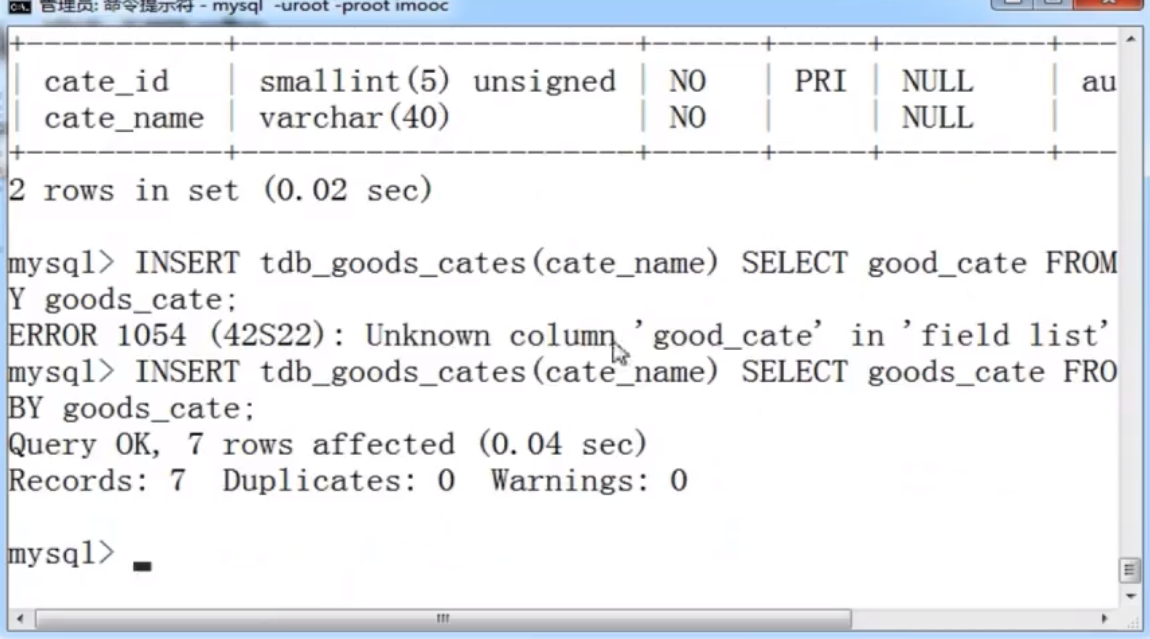 管理员: 命令提示符 - mysql -uroot -proot imooc
cate_id | smallint(5) unsigned | NO | PRI | NULL | au
cate_name | varchar(40) | NO | | NULL |
2 rows in set (0.02 sec)
mysql> INSERT tdb_goods_cates(cate_name) SELECT good_cate FROM
Y goods_cate;
ERROR 1054 (42S22): Unknown column 'good_cate' in 'field list'
mysql> INSERT tdb_goods_cates(cate_name) SELECT goods_cate FRO
BY goods_cate;
Query OK, 7 rows affected (0.04 sec)
Records: 7  Duplicates: 0  Warnings: 0
mysql>